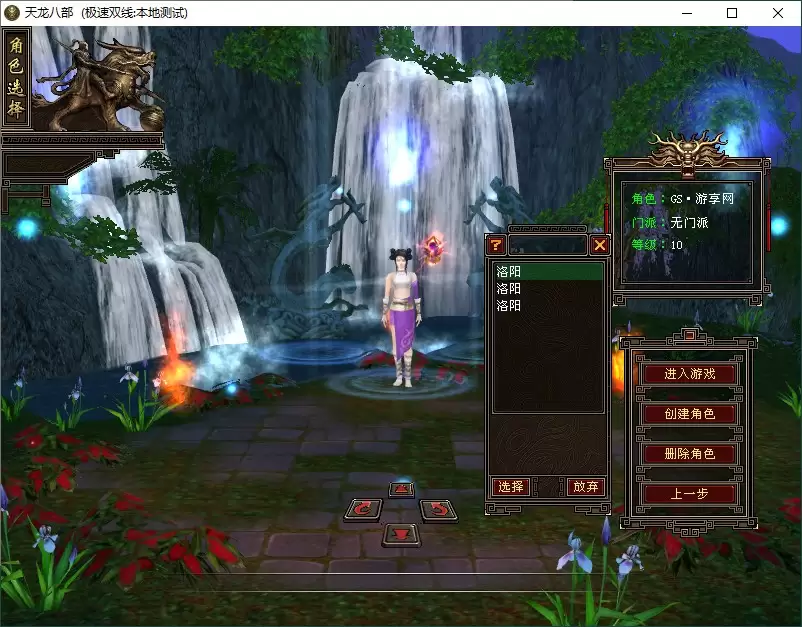 天龙八部 (极速双线:本地测试)
角色选择
角色：GS·游享网
门派：无门派
等级：10
?
洛阳
洛阳
洛阳
选择
放弃
进入游戏
创建角色
删除角色
上一步